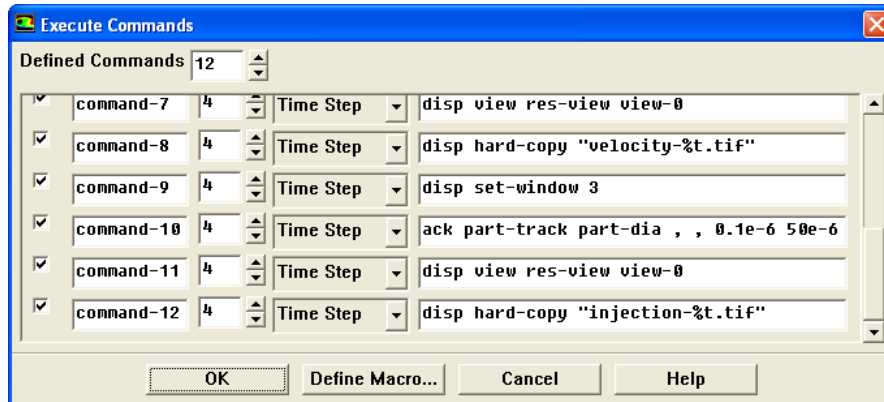 Execute Commands
Defined Commands 12
command-7 4 Time Step disp view res-view view-0
command-8 4 Time Step disp hard-copy "velocity-%t.tif"
command-9 4 Time Step disp set-window 3
command-10 4 Time Step ack part-track part-dia , , 0.1e-6 50e-6
command-11 4 Time Step disp view res-view view-0
command-12 4 Time Step disp hard-copy "injection-%t.tif"
OK Define Macro... Cancel Help